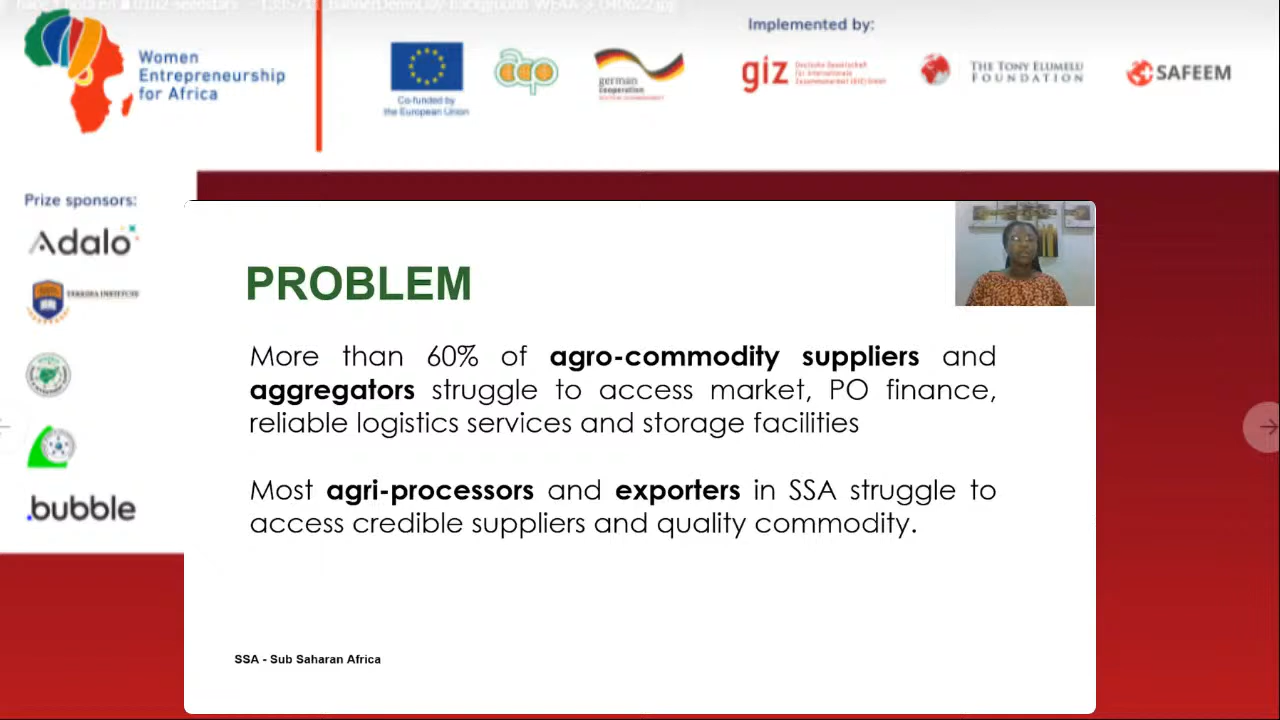 Women
Entrepreneurship
for Africa
Co-funded by
the European Union
acp
german
cooperation
DEUTSCHE ZUSAMMENARBEIT
Implemented by:
giz
Deutsche Gesellschaft
für Internationale
Zusammenarbeit (GIZ) GmbH
THE TONY ELUMELU
FOUNDATION
SAFEEM
Prize sponsors:
Adalo
.bubble
PROBLEM
More than 60% of agro-commodity suppliers and
aggregators struggle to access market, PO finance,
reliable logistics services and storage facilities
Most agri-processors and exporters in SSA struggle to
access credible suppliers and quality commodity.
SSA - Sub Saharan Africa